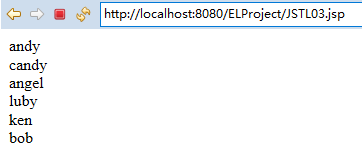 http://localhost:8080/ELProject/JSTL03.jsp
andy
candy
angel
luby
ken
bob